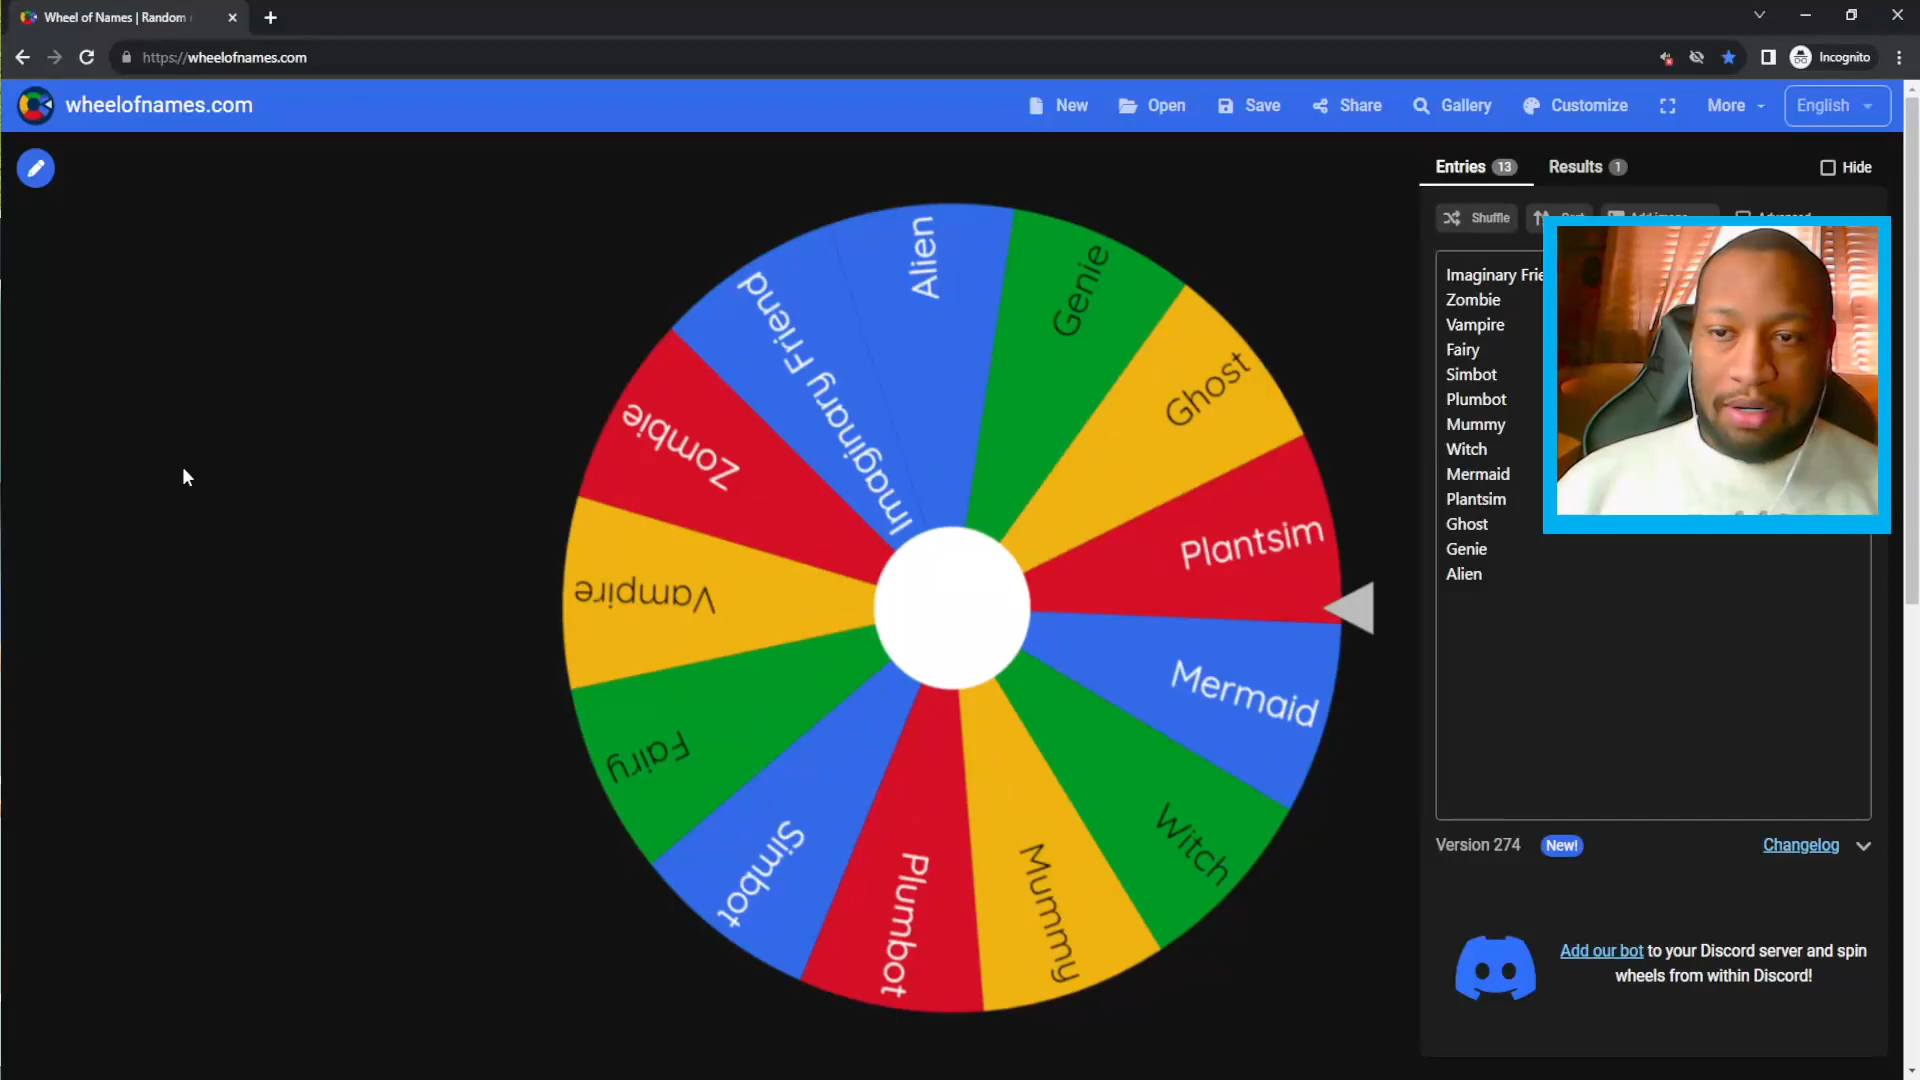 Wheel of Names | Random
https://wheelofnames.com
Incognito
wheelofnames.com
New
Open
Save
Share
Gallery
Customize
More
English
Entries 13
Results 1
Hide
Shuffle
Imaginary Frie
Zombie
Vampire
Fairy
Simbot
Plumbot
Mummy
Witch
Mermaid
Plantsim
Ghost
Genie
Alien
Alien
Genie
Ghost
Plantsim
Mermaid
Witch
Mummy
Plumbot
Simbot
Fairy
Vampire
Zombie
Imaginary Friend
Version 274 New!
Changelog
Add our bot to your Discord server and spin
wheels from within Discord!